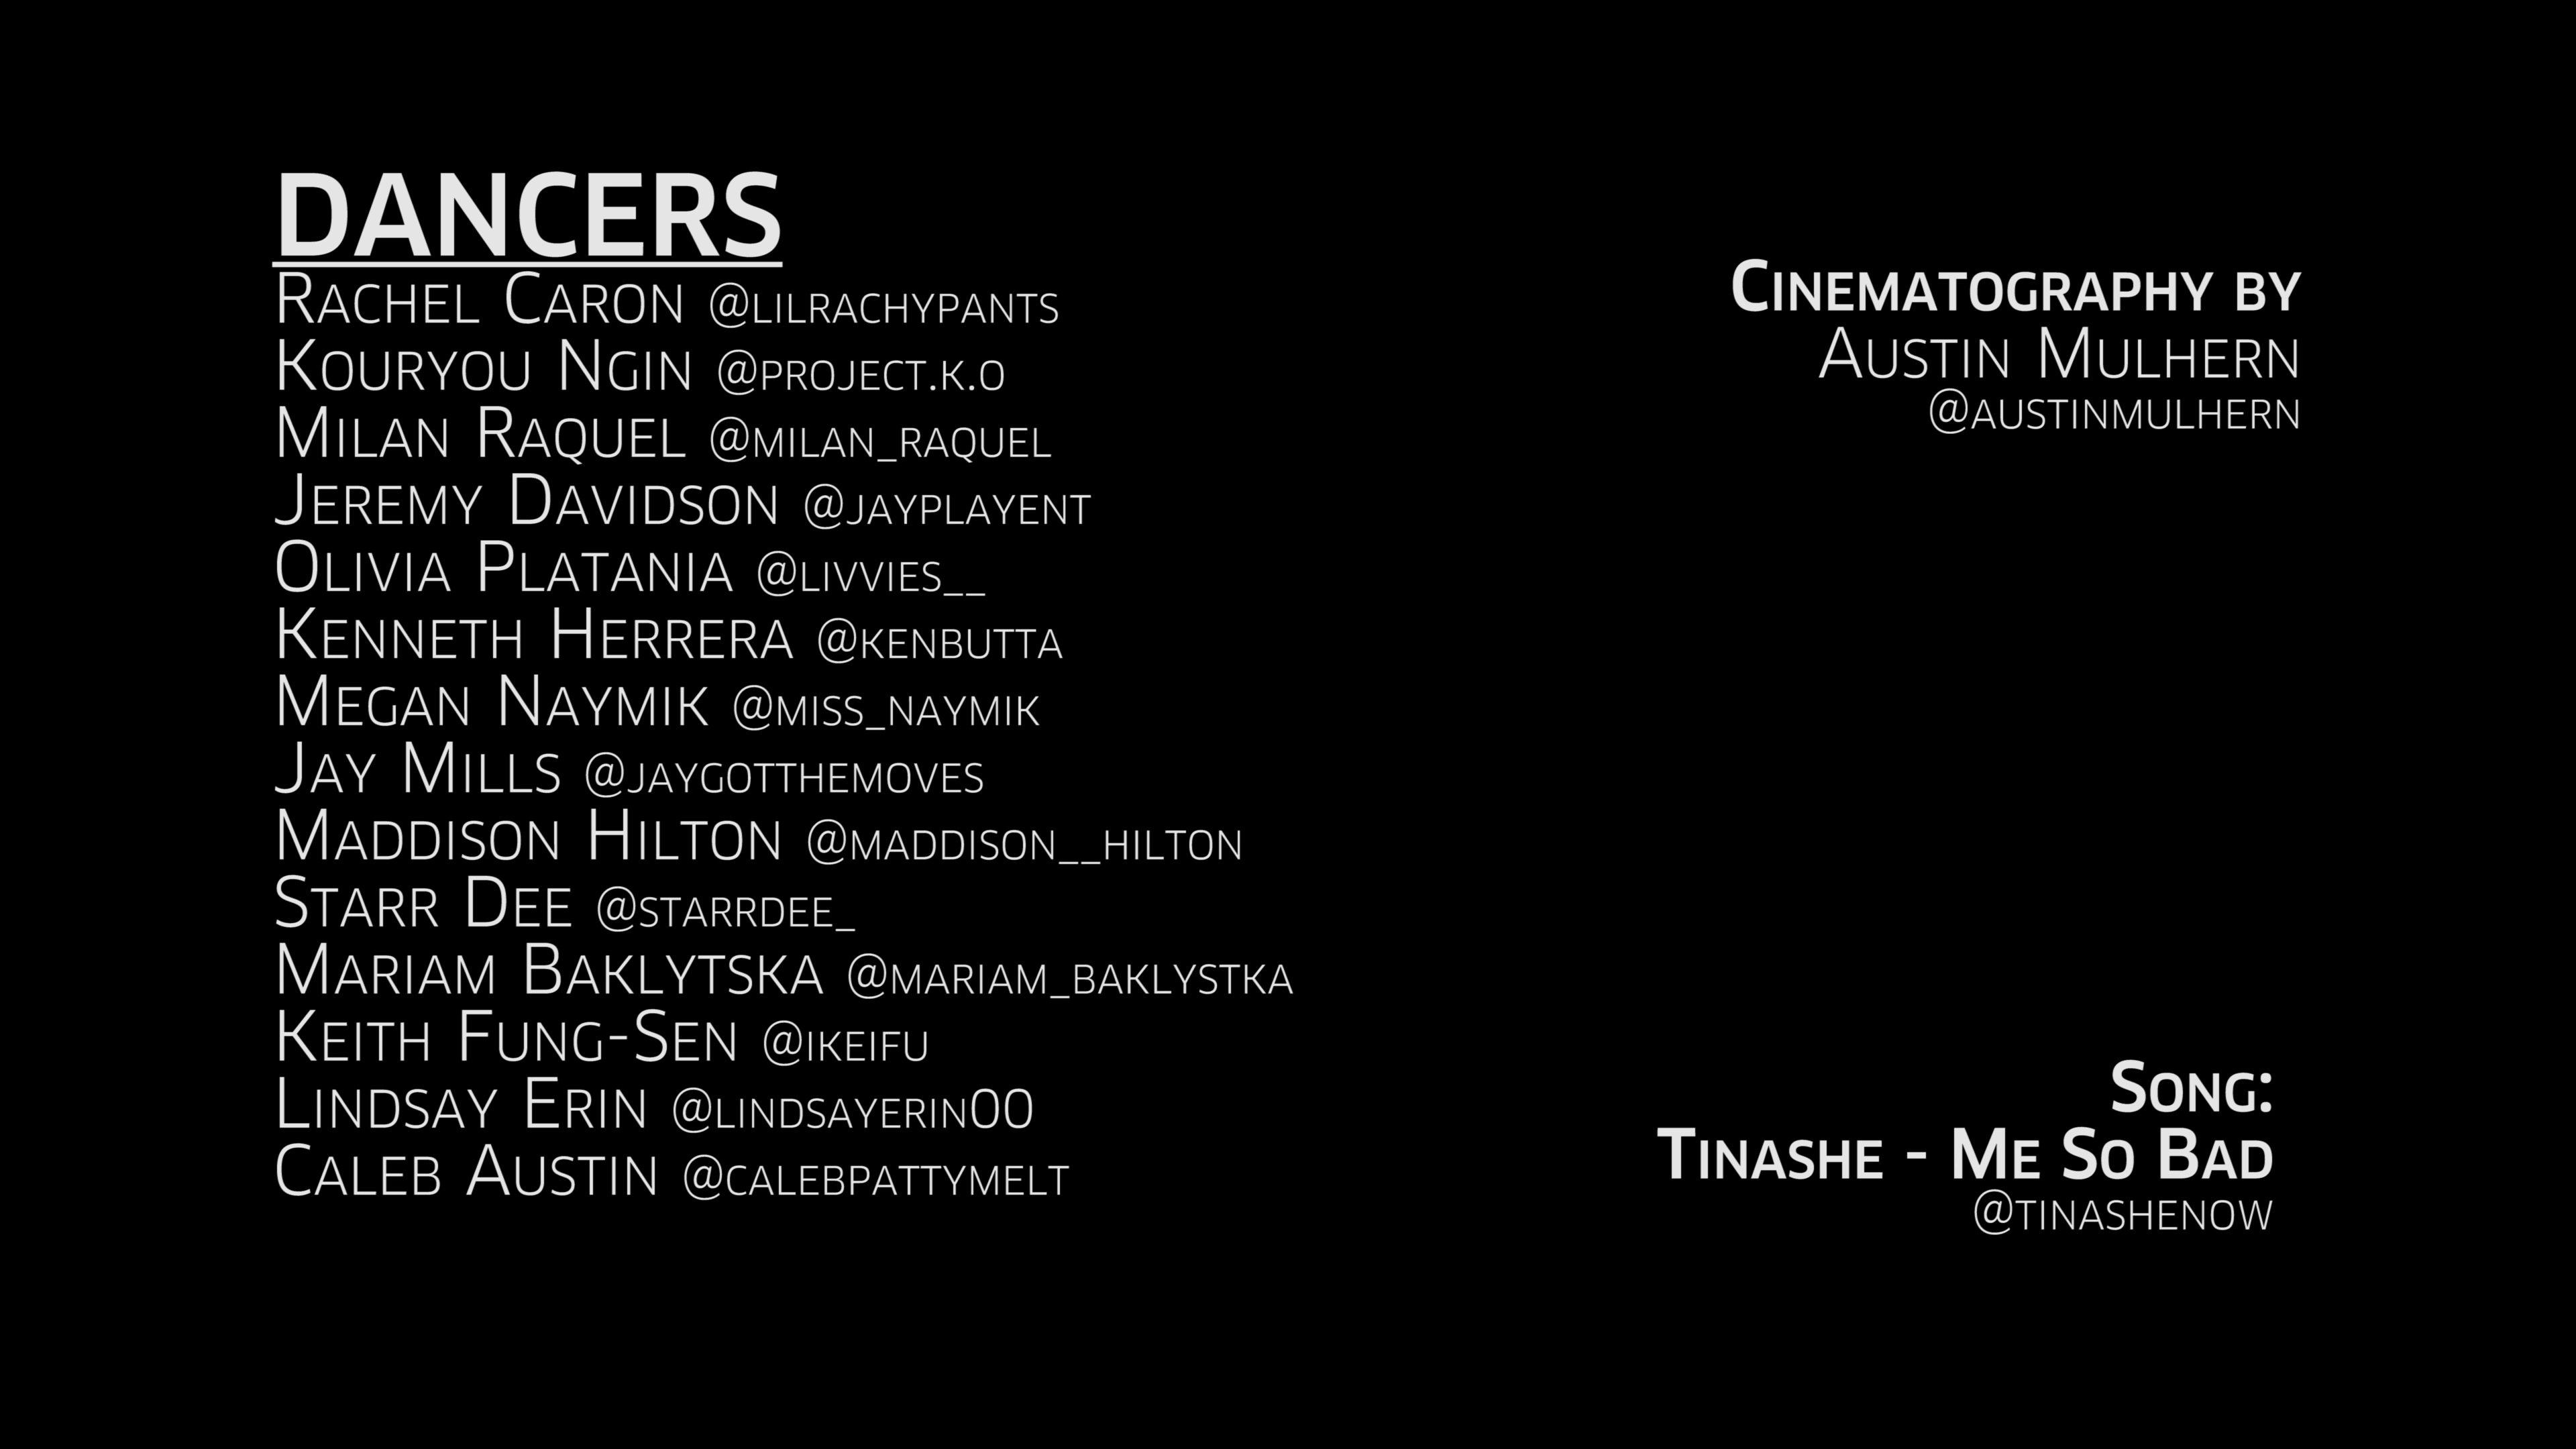 DANCERS
Rachel Caron @lilrachypants
Kouryou Ngin @project.k.o
Milan Raquel @milan_raquel
Jeremy Davidson @jayplayent
Olivia Platania @livvies__
Kenneth Herrera @kenbutta
Megan Naymik @miss_naymik
Jay Mills @jaygotthemoves
Maddison Hilton @maddison__hilton
Starr Dee @starrdee_
Mariam Baklytska @mariam_baklystka
Keith Fung-Sen @ikeifu
Lindsay Erin @lindsayerin00
Caleb Austin @calebpattymelt
Cinematography by
Austin Mulhern
@austinmulhern
Song:
Tinashe - Me So Bad
@tinashenow